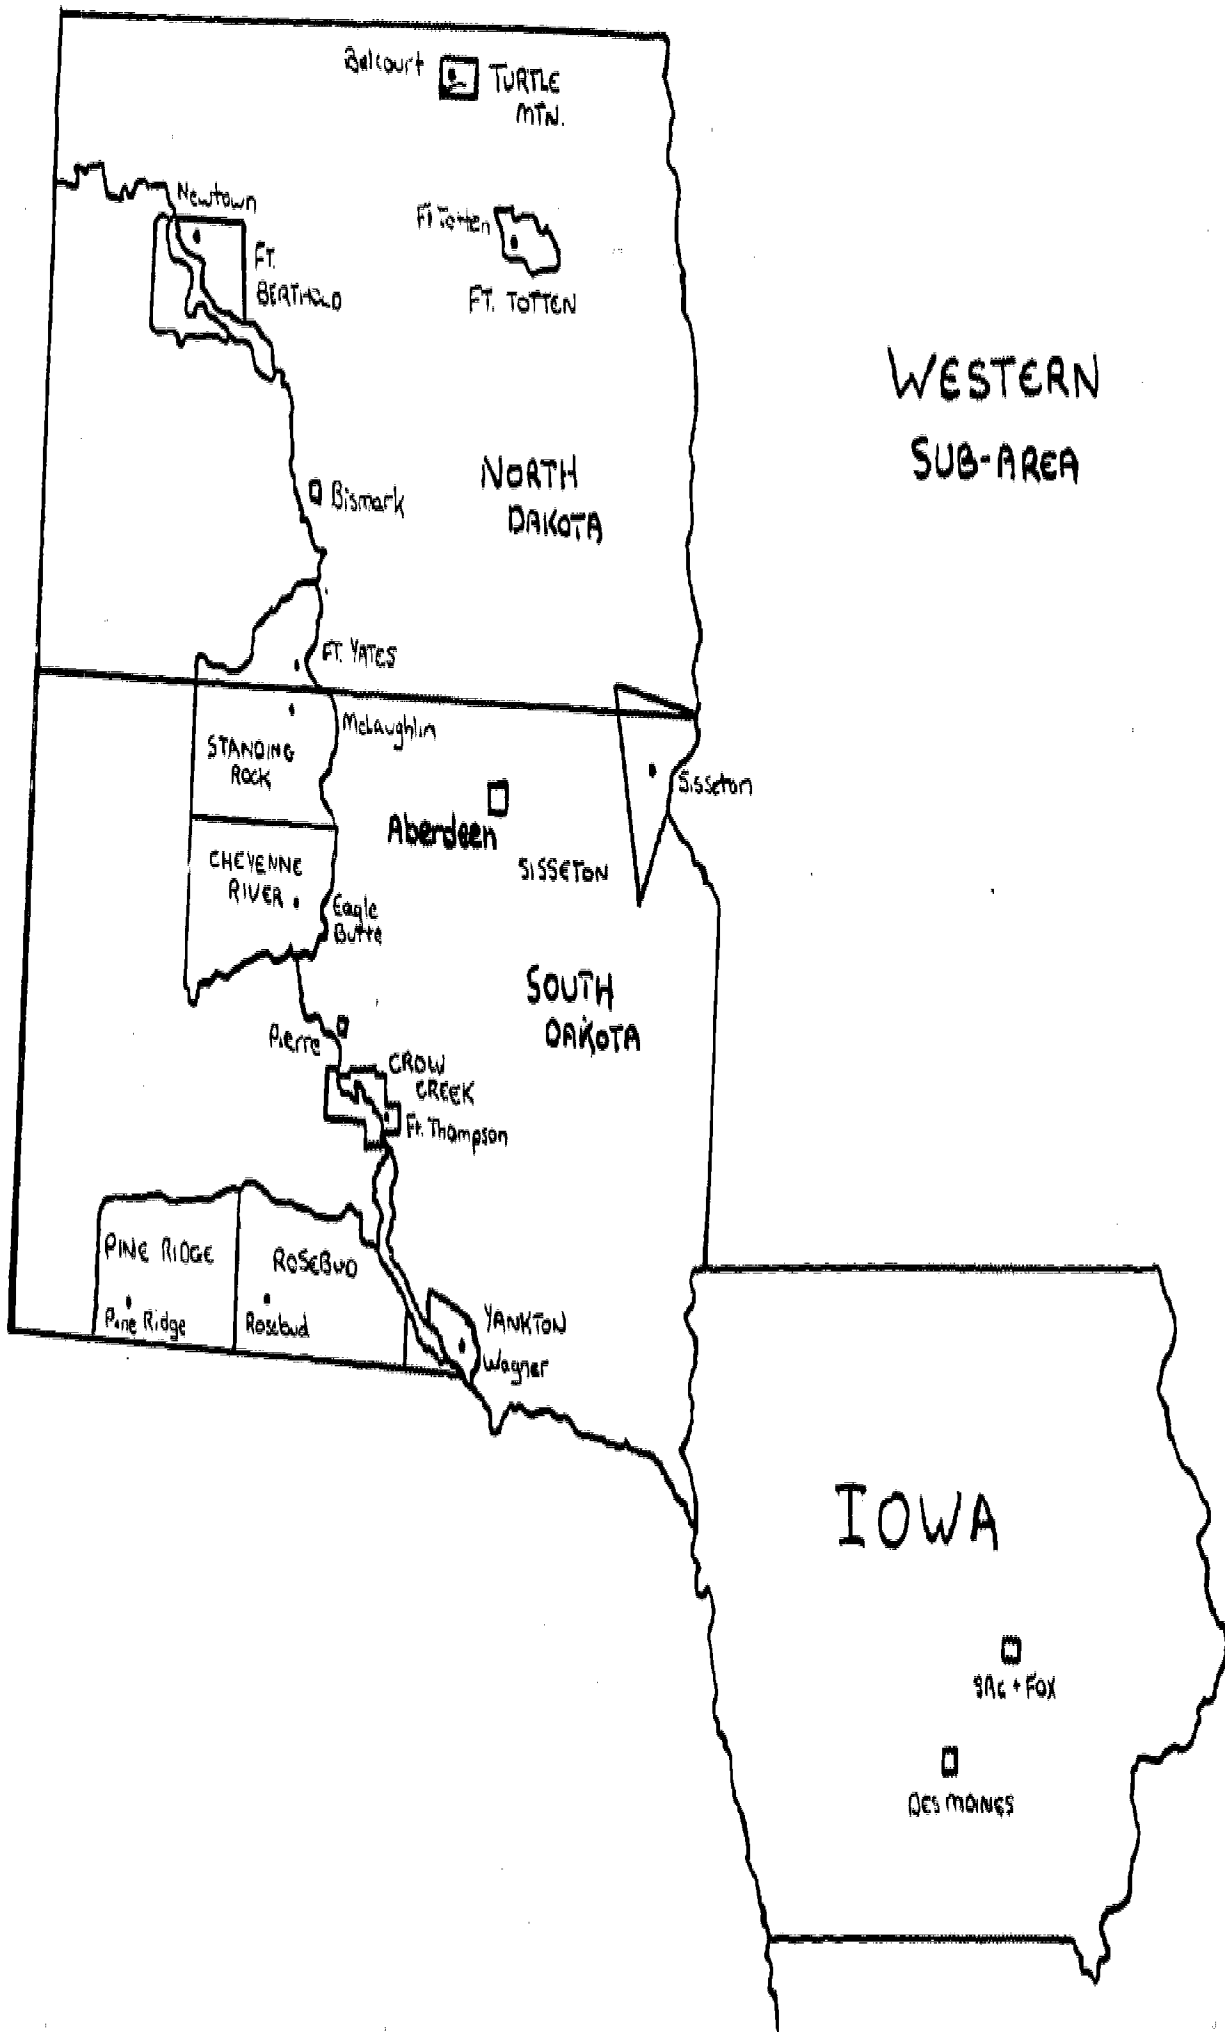 Balcourt
TURTLE
MTN.
Newtown
Ft Totten
FT.
BERTHOLD
FT. TOTTEN
WESTERN
SUB-AREA
NORTH
DAKOTA
Bismark
FT. YATES
McLaughlin
STANDING
ROCK
Sisseton
Aberdeen
SISSETON
CHEYENNE
RIVER
Eagle
Butte
SOUTH
DAKOTA
Pierre
CROW
CREEK
Ft. Thompson
PINE RIDGE
ROSEBUD
Pine Ridge
Rosebud
YANKTON
Wagner
IOWA
SAC + FOX
DES MOINES